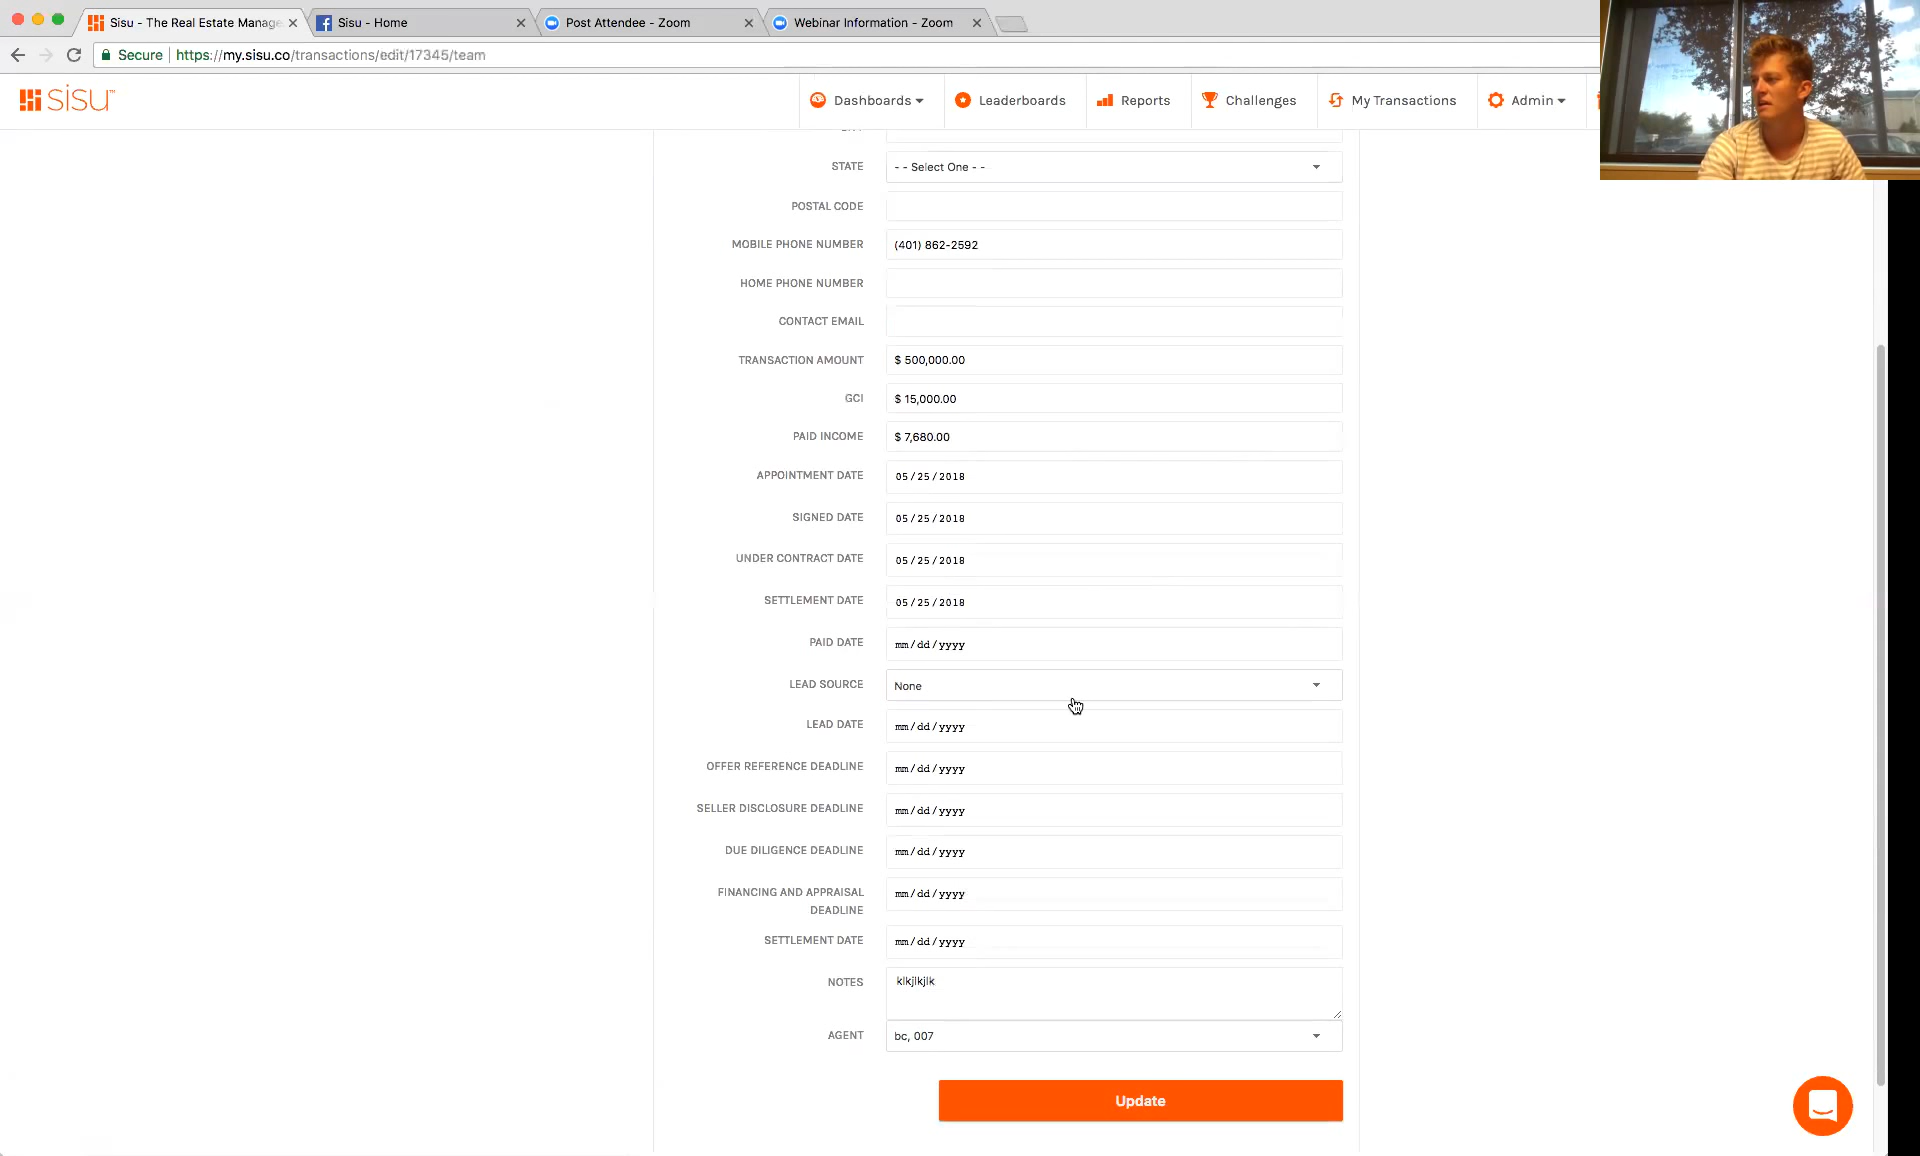 Sisu - The Real Estate Manage
Sisu - Home
Post Attendee - Zoom
Webinar Information - Zoom
Secure
https://my.sisu.co/transactions/edit/17345/team
sisu™
Dashboards
Leaderboards
Reports
Challenges
My Transactions
Admin
STATE
- - Select One - -
POSTAL CODE
MOBILE PHONE NUMBER
(401) 862-2592
HOME PHONE NUMBER
CONTACT EMAIL
TRANSACTION AMOUNT
$ 500,000.00
GCI
$ 15,000.00
PAID INCOME
$ 7,680.00
APPOINTMENT DATE
05/25/2018
SIGNED DATE
05/25/2018
UNDER CONTRACT DATE
05/25/2018
SETTLEMENT DATE
05/25/2018
PAID DATE
mm/dd/yyyy
LEAD SOURCE
None
LEAD DATE
mm/dd/yyyy
OFFER REFERENCE DEADLINE
mm/dd/yyyy
SELLER DISCLOSURE DEADLINE
mm/dd/yyyy
DUE DILIGENCE DEADLINE
mm/dd/yyyy
FINANCING AND APPRAISAL
DEADLINE
mm/dd/yyyy
SETTLEMENT DATE
mm/dd/yyyy
NOTES
klkjlkjlk
AGENT
bc, 007
Update